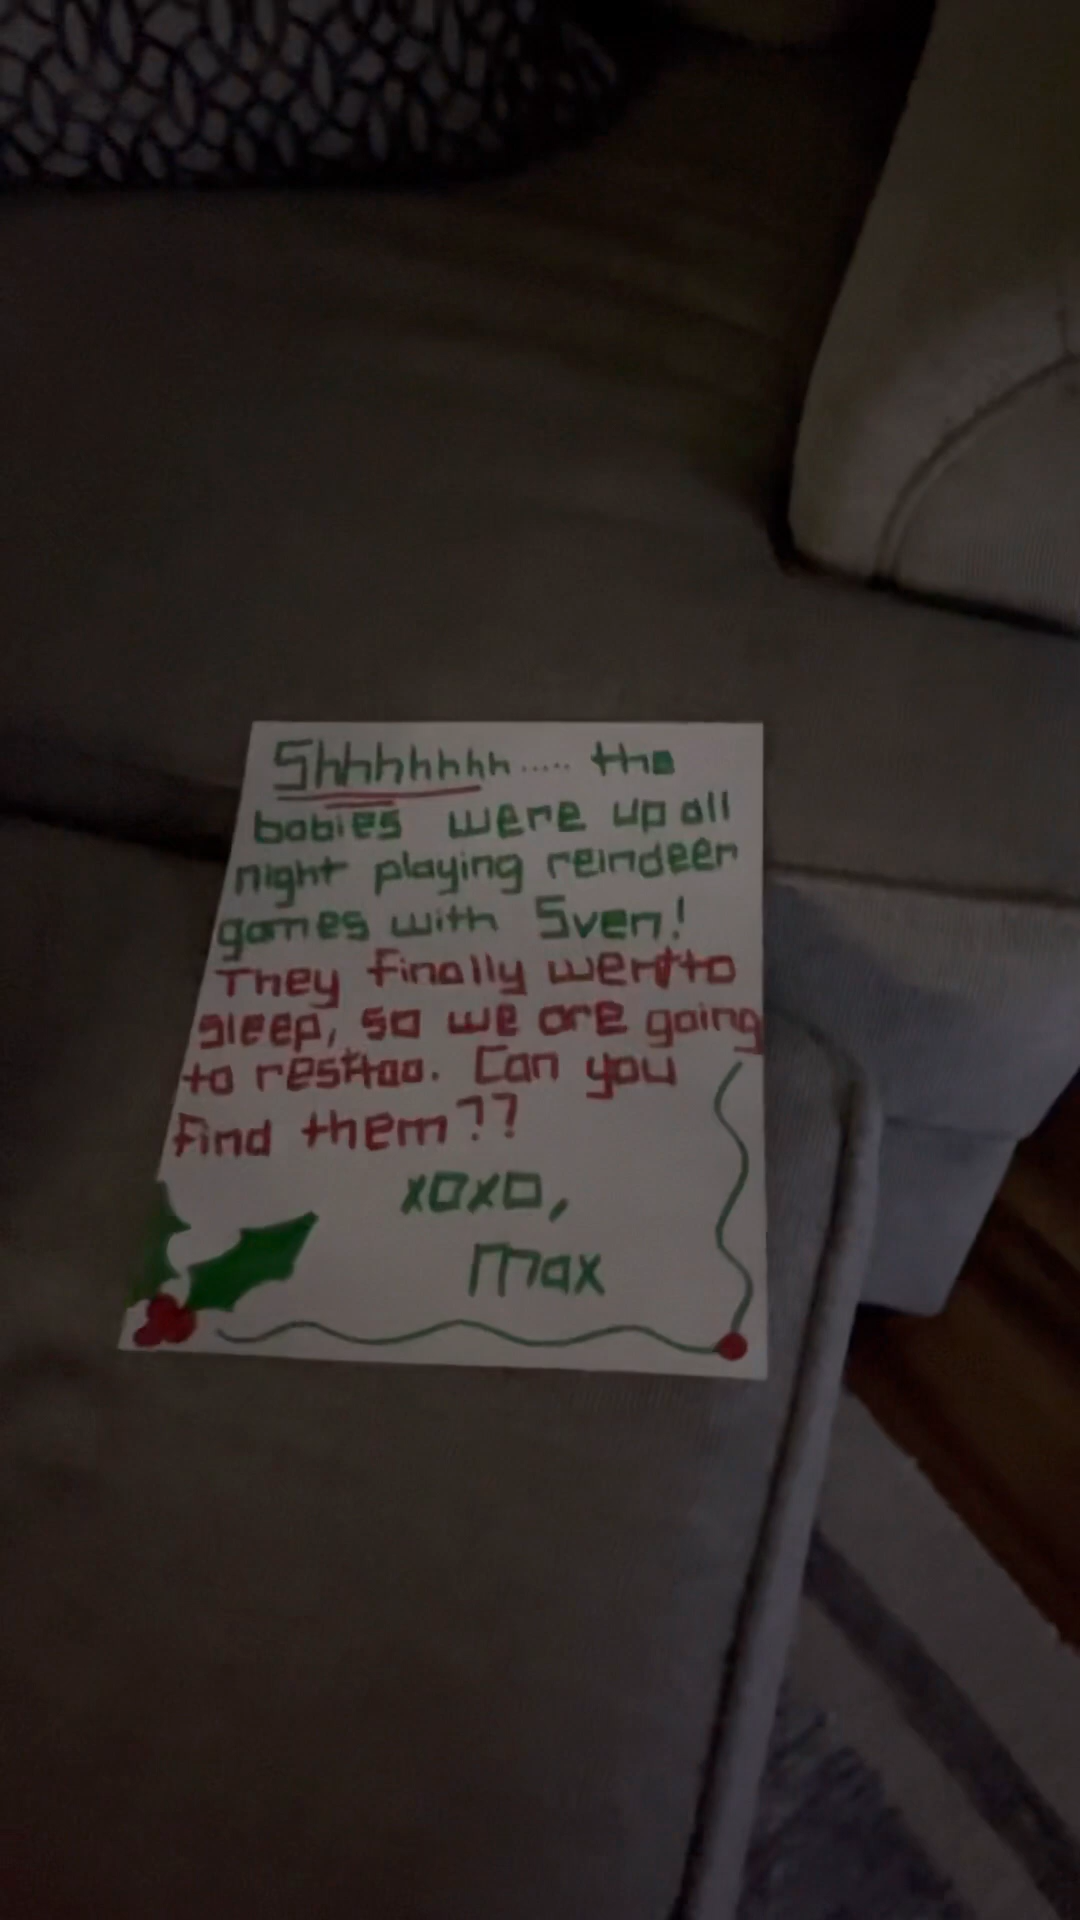 Shhhhhhh..... the
babies were up all
night playing reindeer
games with Sven!
They finally went to
sleep, so we are going
to rest too. Can you
find them??
xoxo,
Max